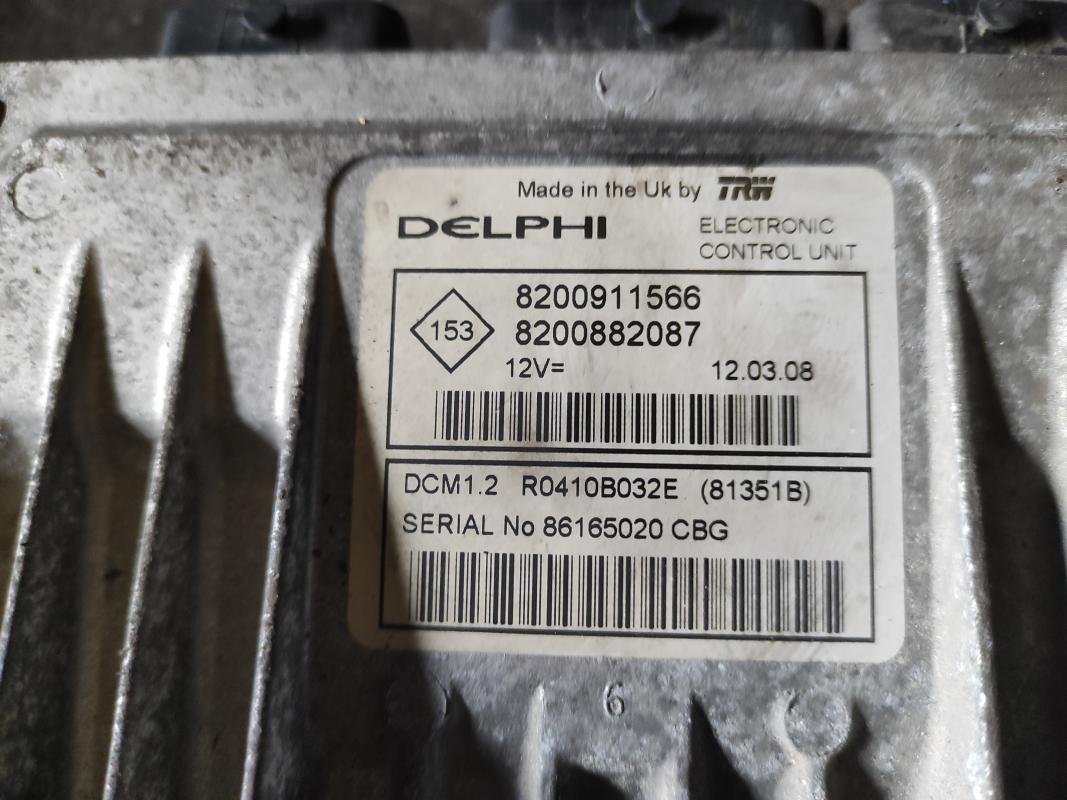 Made in the Uk by TRW
DELPHI
ELECTRONIC
CONTROL UNIT
153
8200911566
8200882087
12V=
12.03.08
DCM1.2 R0410B032E (81351B)
SERIAL No 86165020 CBG
6